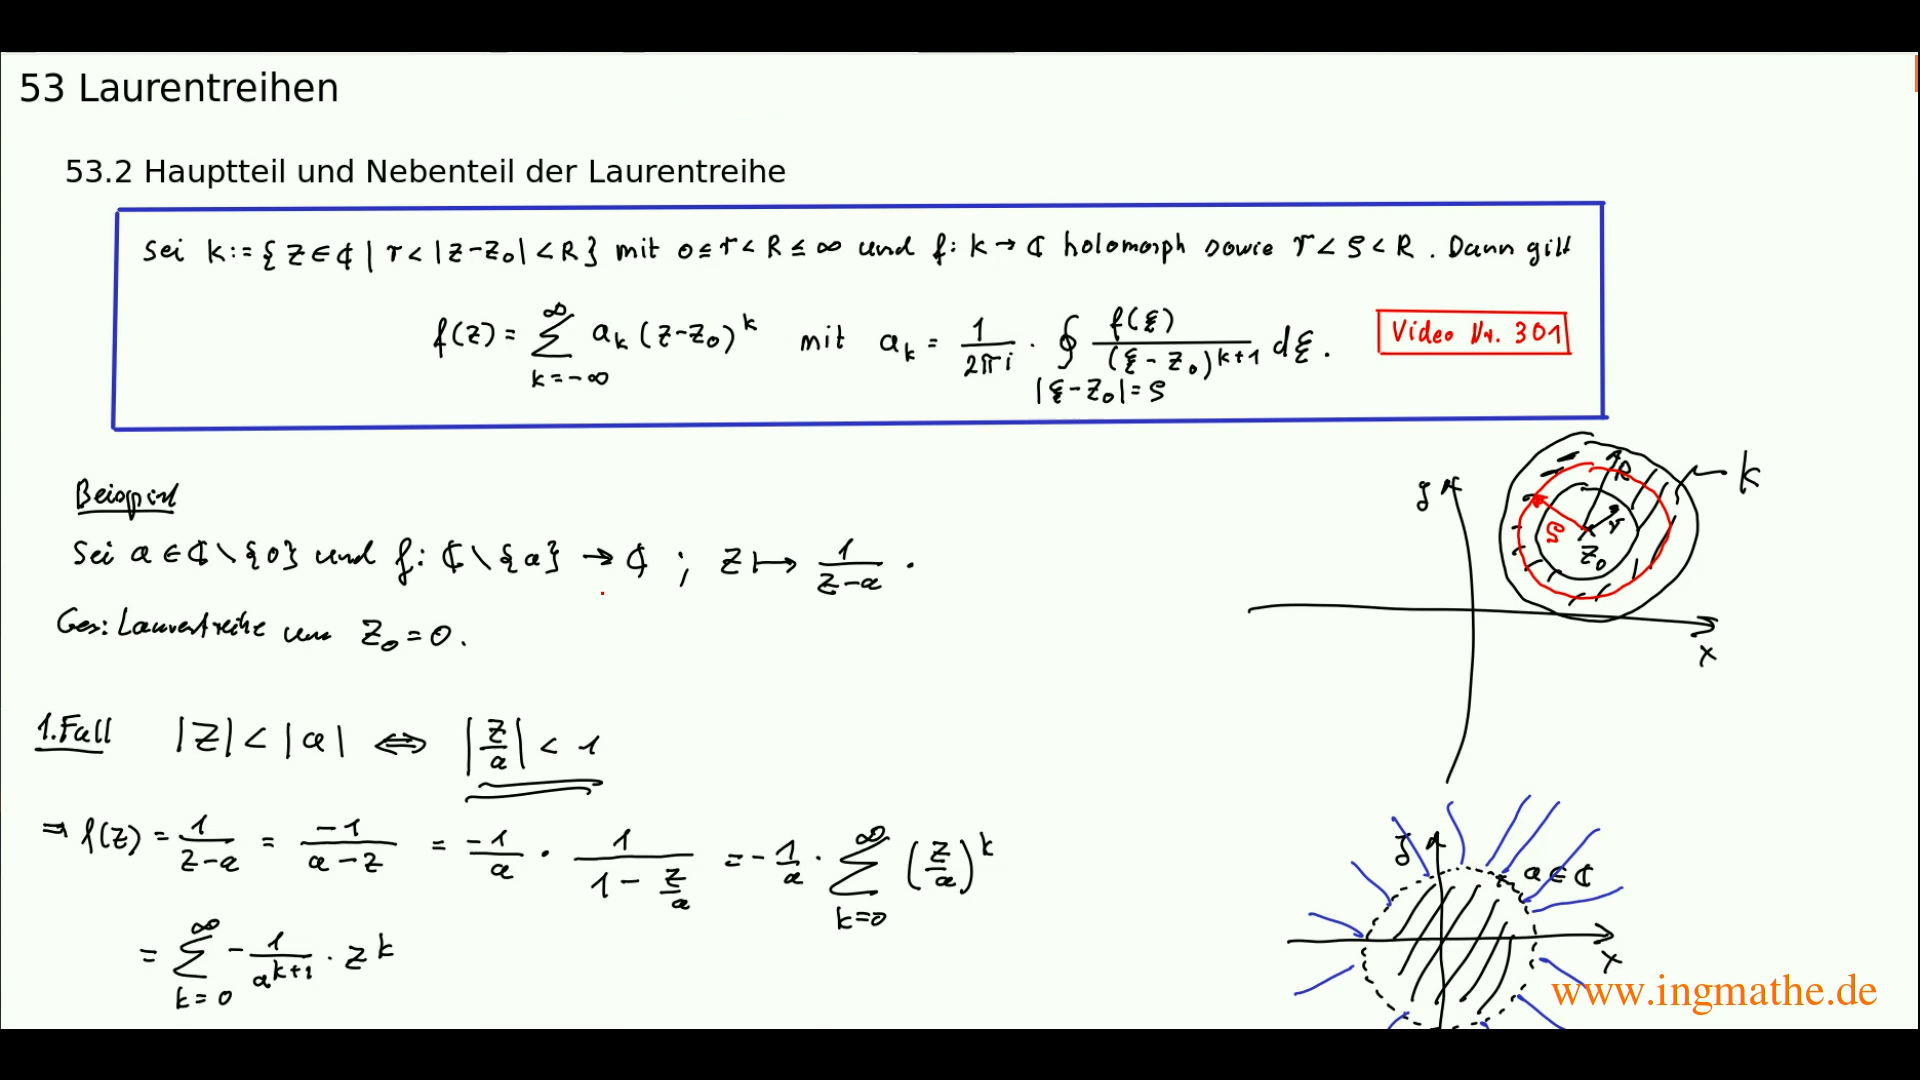 53 Laurentreihen
53.2 Hauptteil und Nebenteil der Laurentreihe
Sei K := { z ∈ ℂ | r < |z-z₀| < R } mit 0 ≤ r < R ≤ ∞ und f: K → ℂ holomorph sowie r < ρ < R . Dann gilt
f(z) = ∑_{k=-∞}^{∞} a_k (z-z₀)^k mit a_k = 1/(2πi) · ∮_{|ξ-z₀|=ρ} f(ξ)/(ξ-z₀)^{k+1} dξ .
Video Nr. 301
Beispiel
Sei a ∈ ℂ \ {0} und f: ℂ \ {a} → ℂ ; z ↦ 1/(z-a) .
Ges: Laurentreihe um z₀ = 0 .
y
R
r
ρ
z₀
K
x
1. Fall |z| < |a| ⇔ |z/a| < 1
⇒ f(z) = 1/(z-a) = -1/(a-z) = -1/a · 1/(1 - z/a) = - 1/a · ∑_{k=0}^{∞} (z/a)^k
= ∑_{k=0}^{∞} - 1/a^{k+1} · z^k
y
a ∈ ℂ
x
www.ingmathe.de